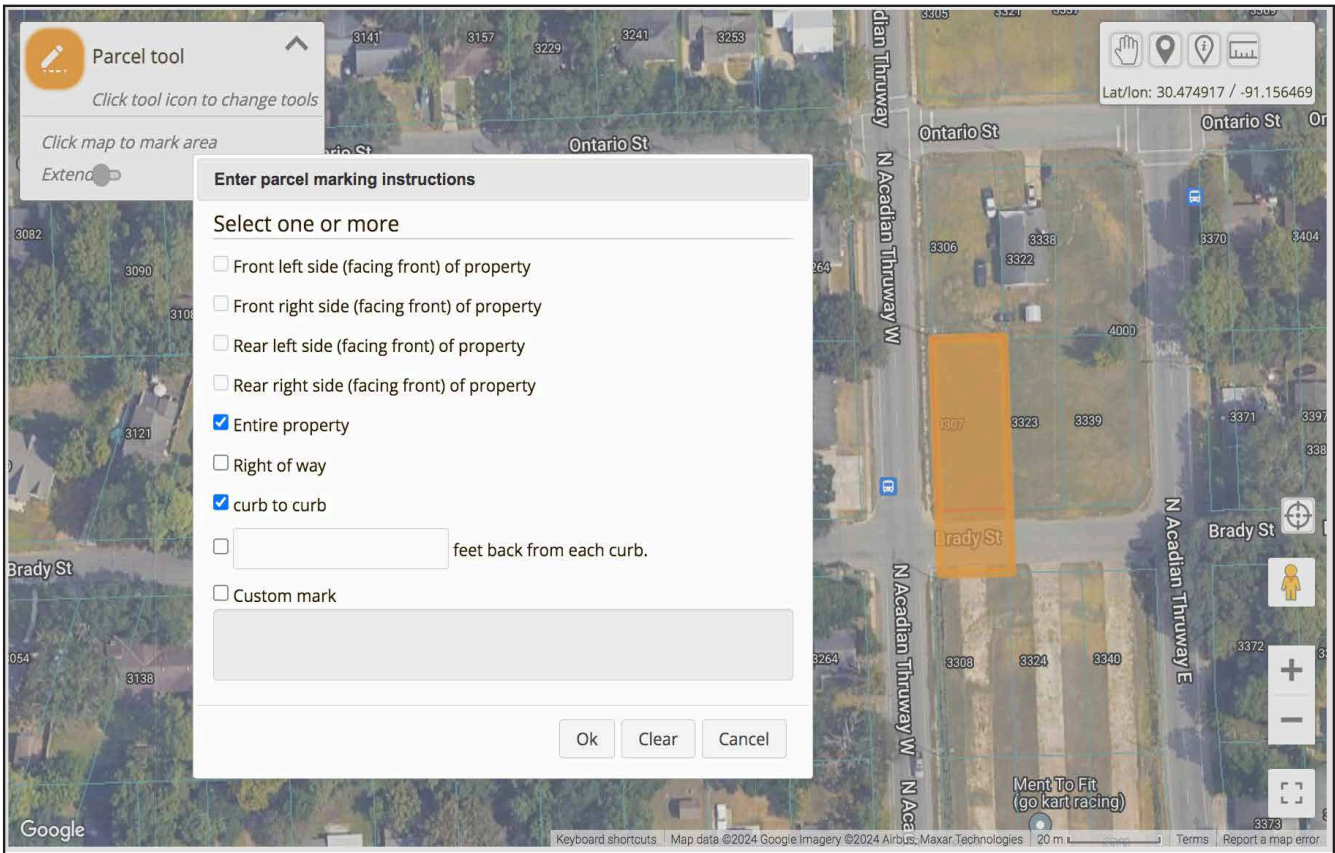 Parcel tool
Click tool icon to change tools
Click map to mark area
Extend
Lat/lon: 30.474917 / -91.156469
Enter parcel marking instructions
Select one or more
Front left side (facing front) of property
Front right side (facing front) of property
Rear left side (facing front) of property
Rear right side (facing front) of property
Entire property
Right of way
curb to curb
feet back from each curb.
Custom mark
Ok
Clear
Cancel
3141
3157
3229
3241
3253
3305
3321
Ontario St
Ontario St
Ontario St
dian Thruway
N Acadian Thruway W
3082
3090
3306
3338
3322
3370
3404
4000
3121
3307
3323
3339
3371
3397
Brady St
Brady St
Brady St
N Acadian Thruway W
N Acadian Thruway E
N Aca
3138
3264
3308
3324
3340
3372
Ment To Fit
(go kart racing)
3373
Google
Keyboard shortcuts
Map data ©2024 Google Imagery ©2024 Airbus, Maxar Technologies
20 m
Terms
Report a map error